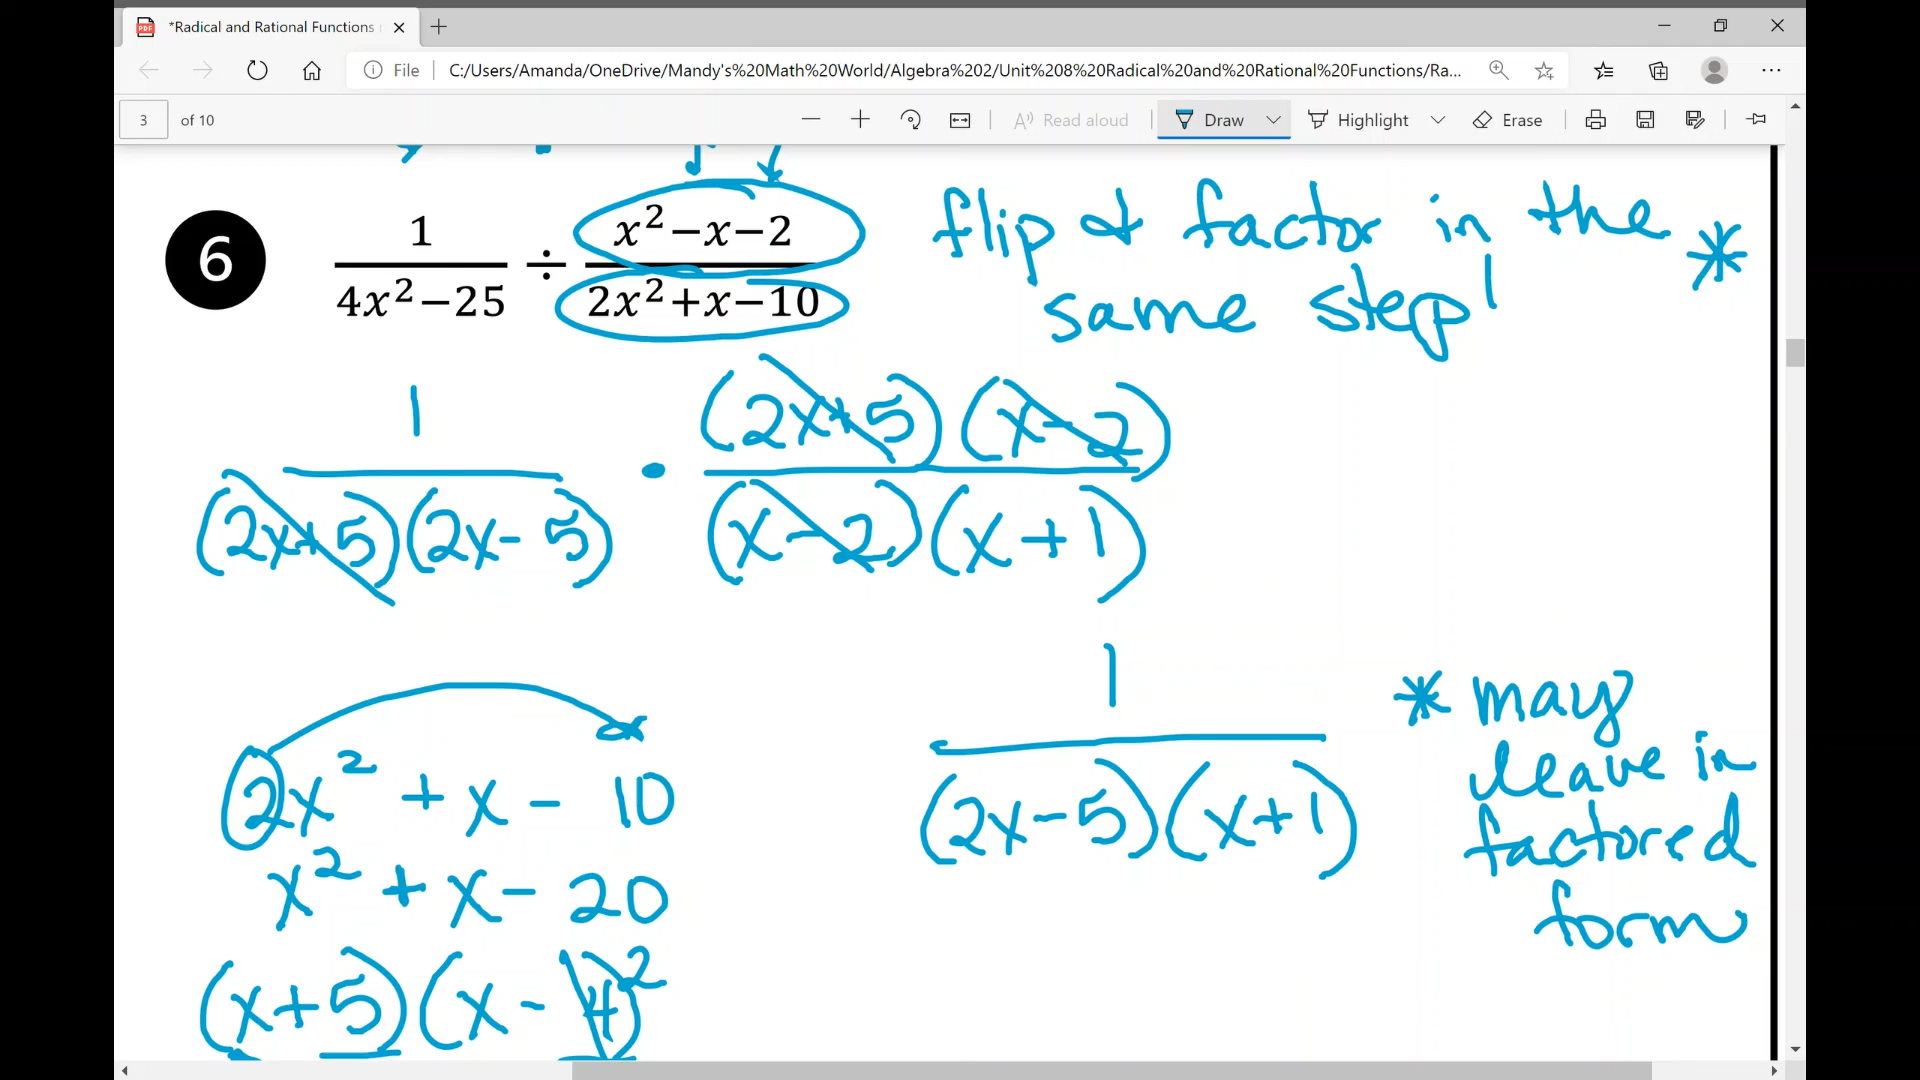 *Radical and Rational Functions
File C:/Users/Amanda/OneDrive/Mandy's%20Math%20World/Algebra%202/Unit%208%20Radical%20and%20Rational%20Functions/Ra...
3 of 10 Read aloud Draw Highlight Erase
6 1/(4x²−25) ÷ (x²−x−2)/(2x²+x−10)
flip & factor in the *
same step!
1/((2x+5)(2x-5)) • ((2x+5)(x-2))/((x-2)(x+1))
1/((2x-5)(x+1))
* may
leave in
factored
form
2x² + x - 10
x² + x - 20
(x+5)(x-4)2